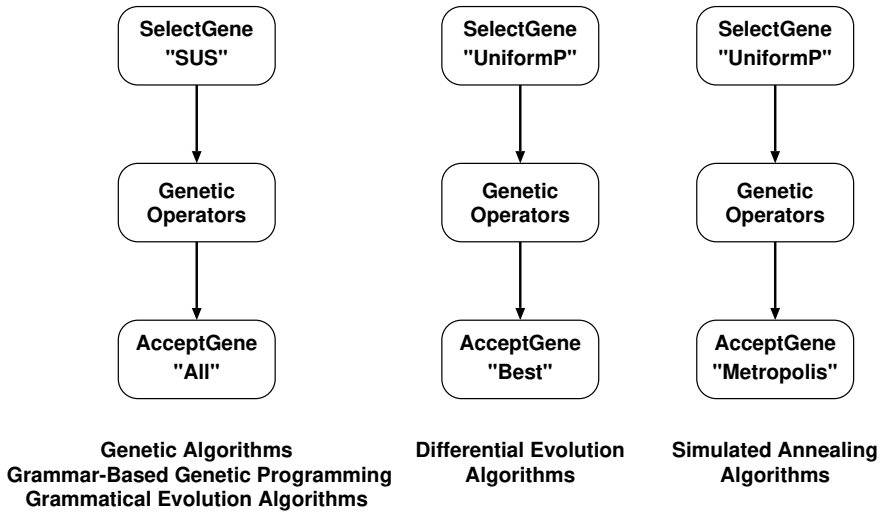 SelectGene
"SUS"
Genetic
Operators
AcceptGene
"All"
Genetic Algorithms
Grammar-Based Genetic Programming
Grammatical Evolution Algorithms
SelectGene
"UniformP"
Genetic
Operators
AcceptGene
"Best"
Differential Evolution
Algorithms
SelectGene
"UniformP"
Genetic
Operators
AcceptGene
"Metropolis"
Simulated Annealing
Algorithms